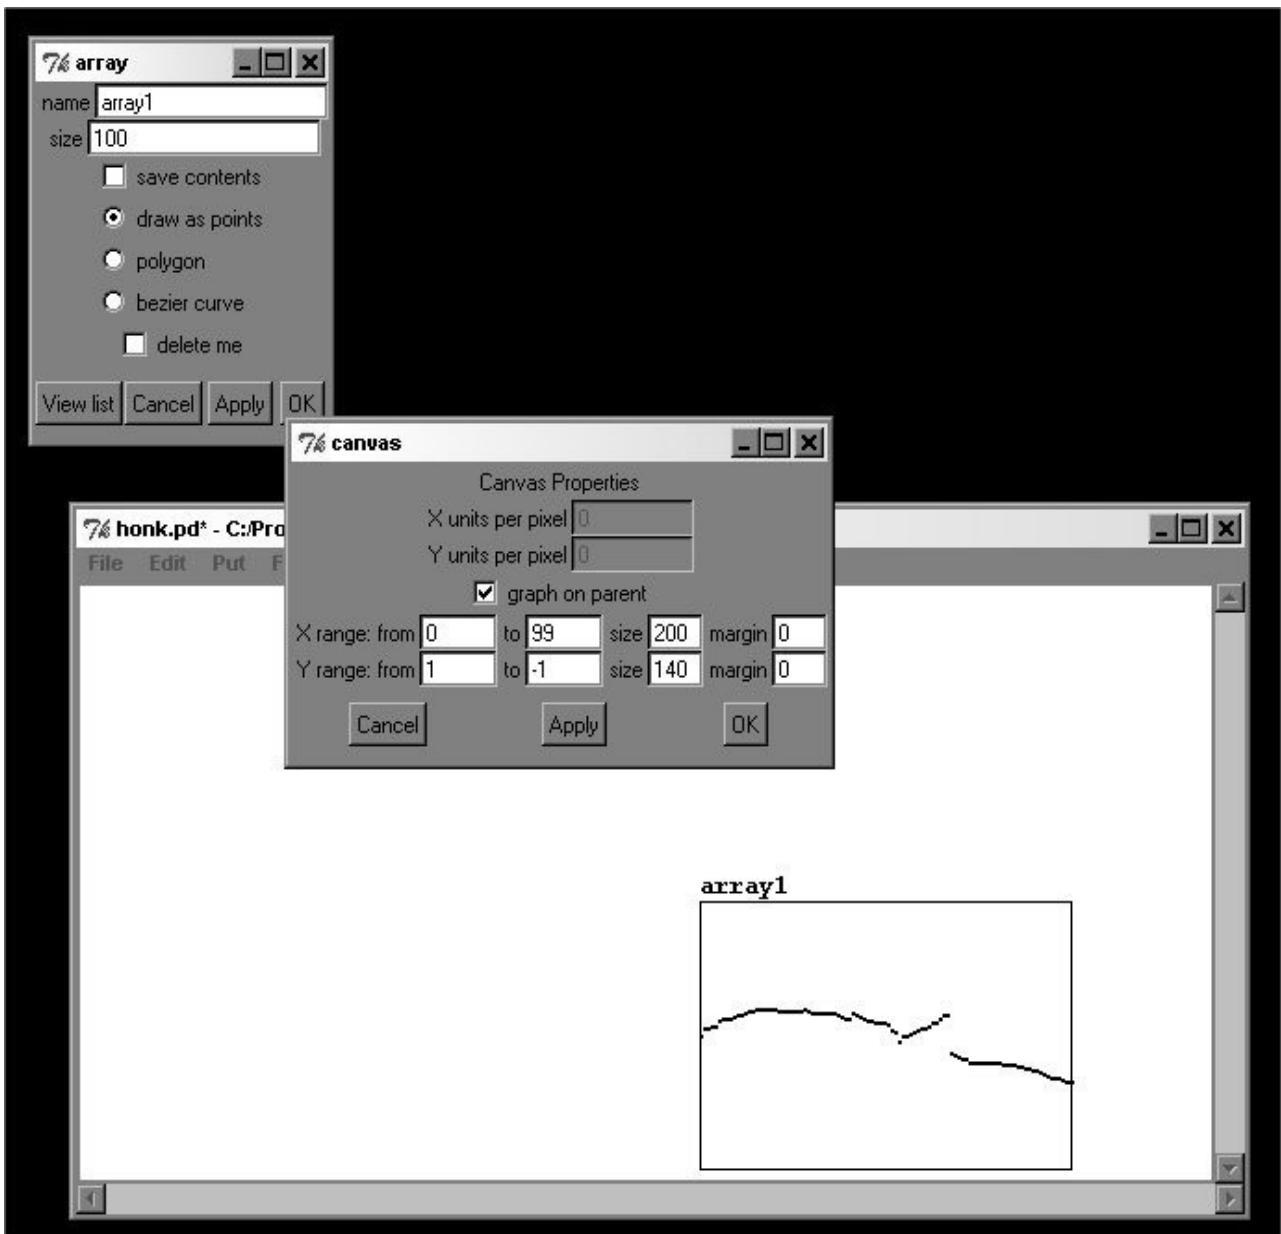 array
name array1
size 100
save contents
draw as points
polygon
bezier curve
delete me
View list Cancel Apply OK
canvas
Canvas Properties
X units per pixel 0
Y units per pixel 0
graph on parent
X range: from 0 to 99 size 200 margin 0
Y range: from 1 to -1 size 140 margin 0
Cancel Apply OK
honk.pd* - C:/Pro
File Edit Put F
array1